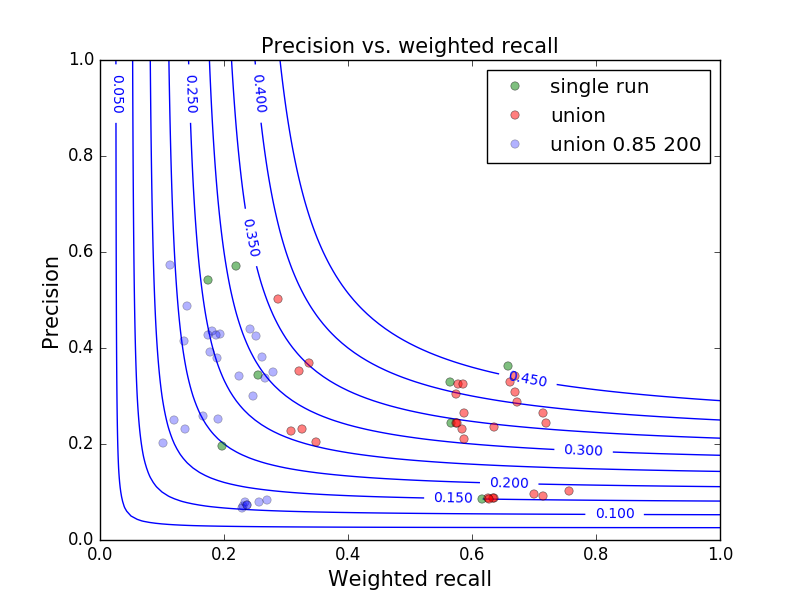 Precision vs. weighted recall
1.0
0.8
0.6
0.4
0.2
0.0
Precision
0.050
0.250
0.400
0.350
0.450
0.300
0.200
0.150
0.100
single run
union
union 0.85 200
0.0 0.2 0.4 0.6 0.8 1.0
Weighted recall